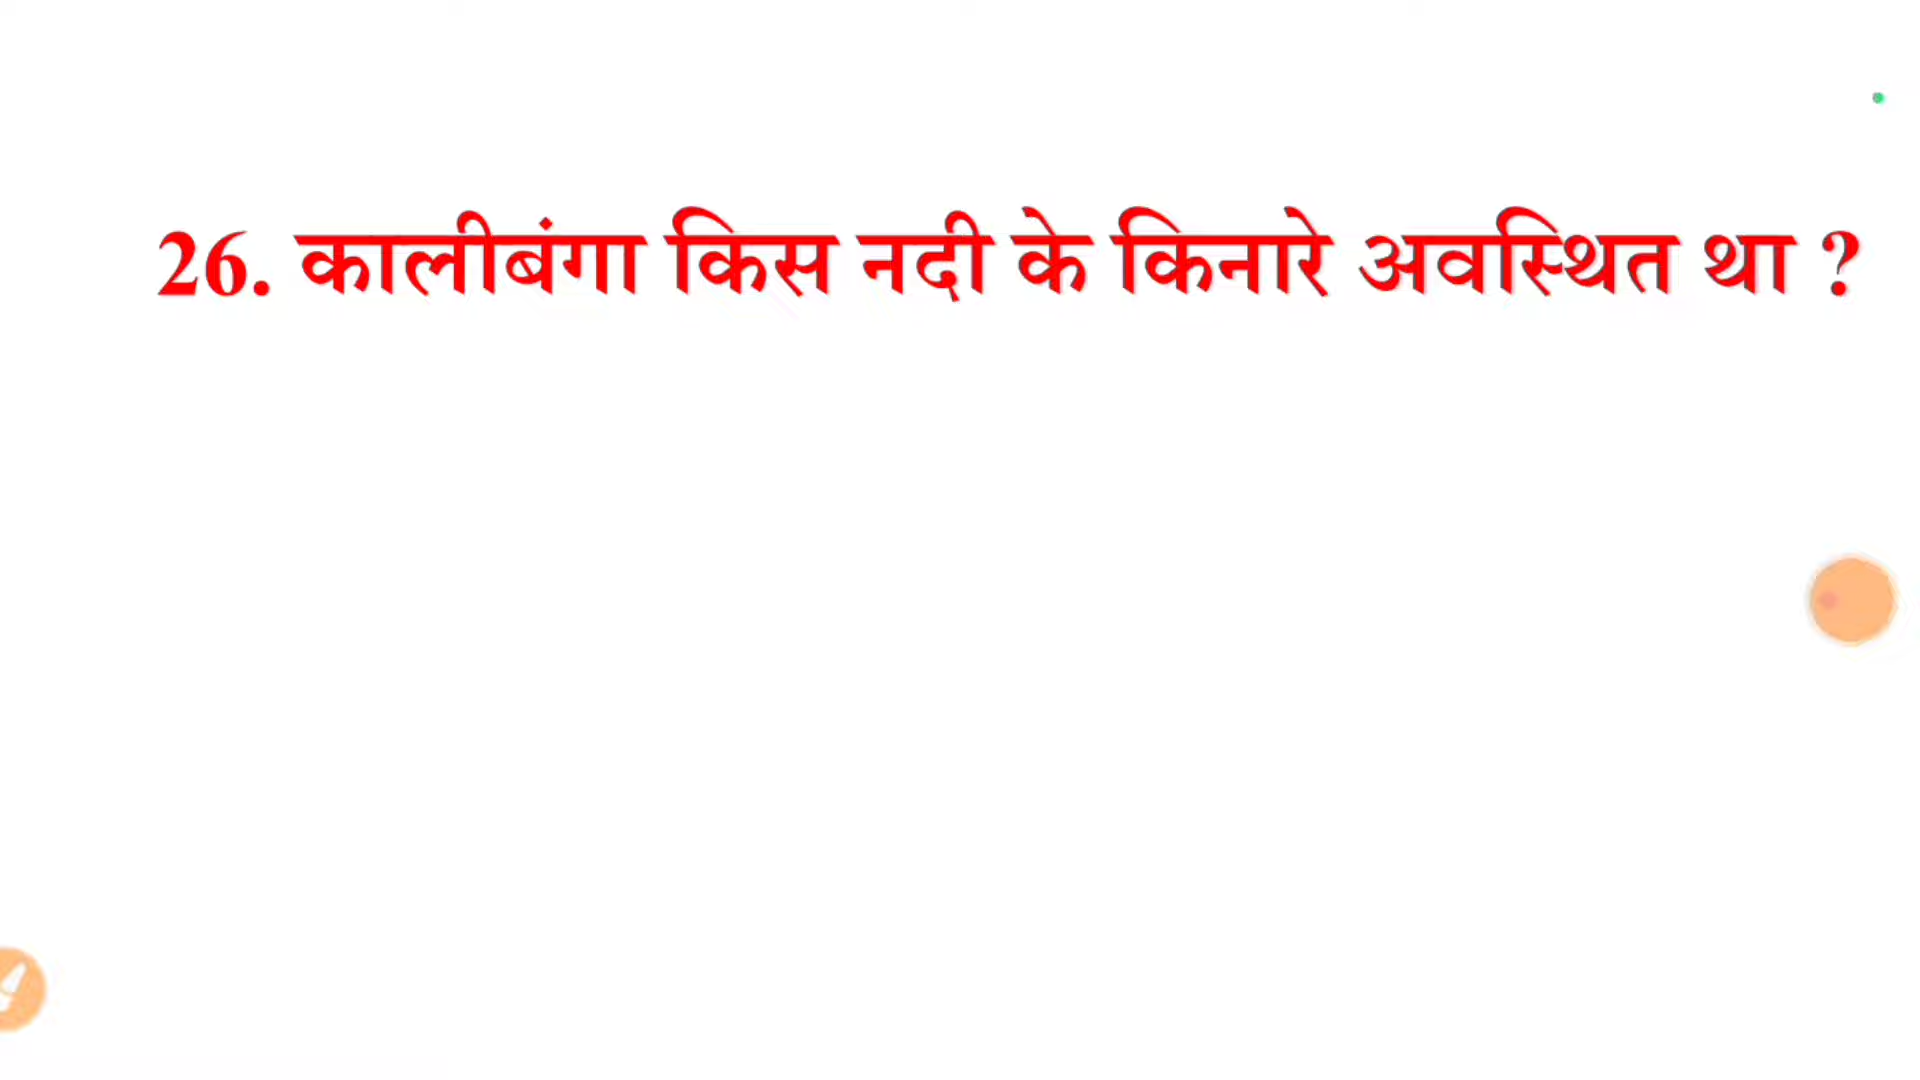 26. कालीबंगा किस नदी के किनारे अवस्थित था ?